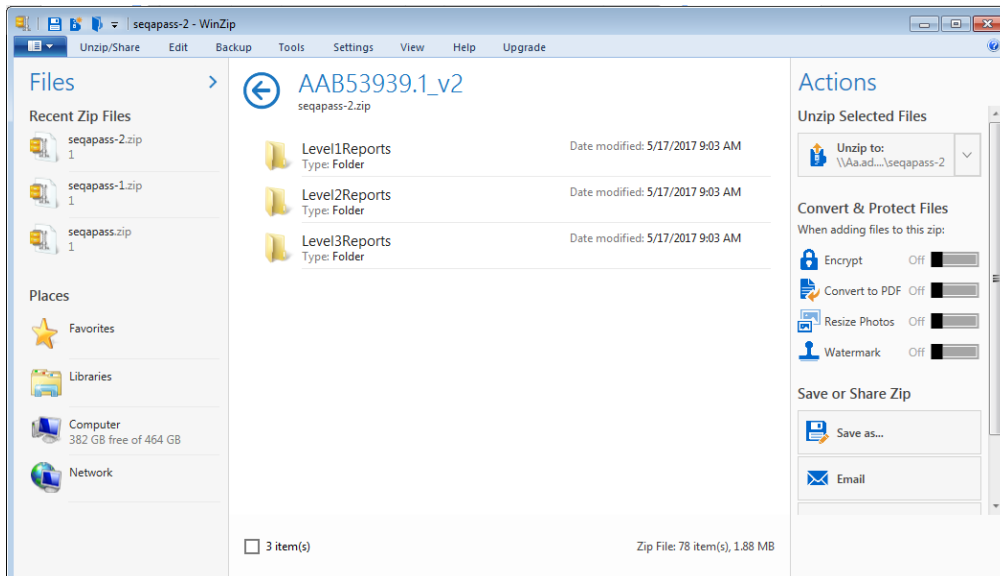 seqapass-2 - WinZip
Unzip/Share Edit Backup Tools Settings View Help Upgrade
Files
Recent Zip Files
seqapass-2.zip
1
seqapass-1.zip
1
seqapass.zip
1
Places
Favorites
Libraries
Computer
382 GB free of 464 GB
Network
AAB53939.1_v2
seqapass-2.zip
Level1Reports Date modified: 5/17/2017 9:03 AM
Type: Folder
Level2Reports Date modified: 5/17/2017 9:03 AM
Type: Folder
Level3Reports Date modified: 5/17/2017 9:03 AM
Type: Folder
3 item(s) Zip File: 78 item(s), 1.88 MB
Actions
Unzip Selected Files
Unzip to:
\\Aa.ad...\seqapass-2
Convert & Protect Files
When adding files to this zip:
Encrypt Off
Convert to PDF Off
Resize Photos Off
Watermark Off
Save or Share Zip
Save as...
Email